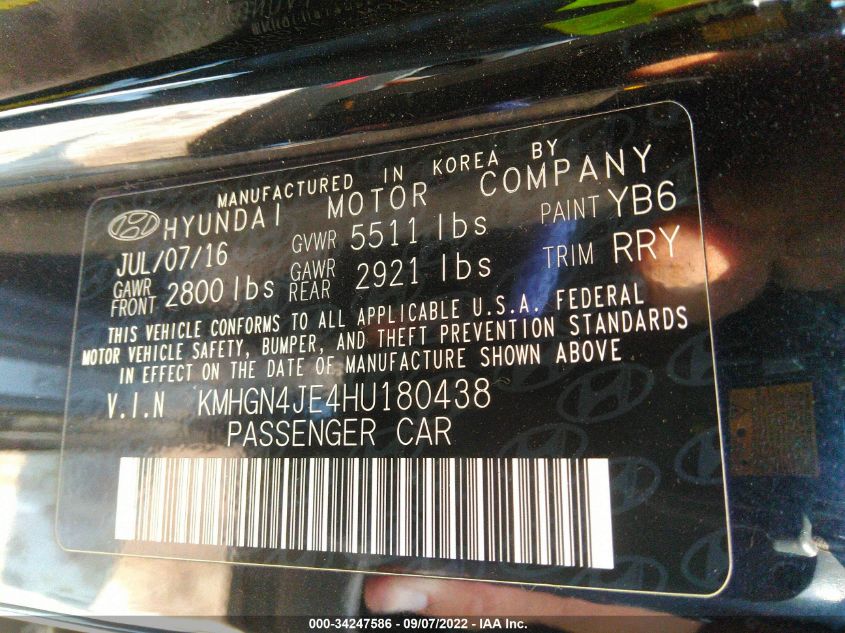 MANUFACTURED IN KOREA BY
HYUNDAI MOTOR COMPANY
JUL/07/16 GVWR 5511 lbs PAINT YB6
GAWR FRONT 2800 lbs GAWR REAR 2921 lbs TRIM RRY
THIS VEHICLE CONFORMS TO ALL APPLICABLE U.S.A. FEDERAL
MOTOR VEHICLE SAFETY, BUMPER, AND THEFT PREVENTION STANDARDS
IN EFFECT ON THE DATE OF MANUFACTURE SHOWN ABOVE
V.I.N KMHGN4JE4HU180438
PASSENGER CAR
000-34247586 - 09/07/2022 - IAA Inc.